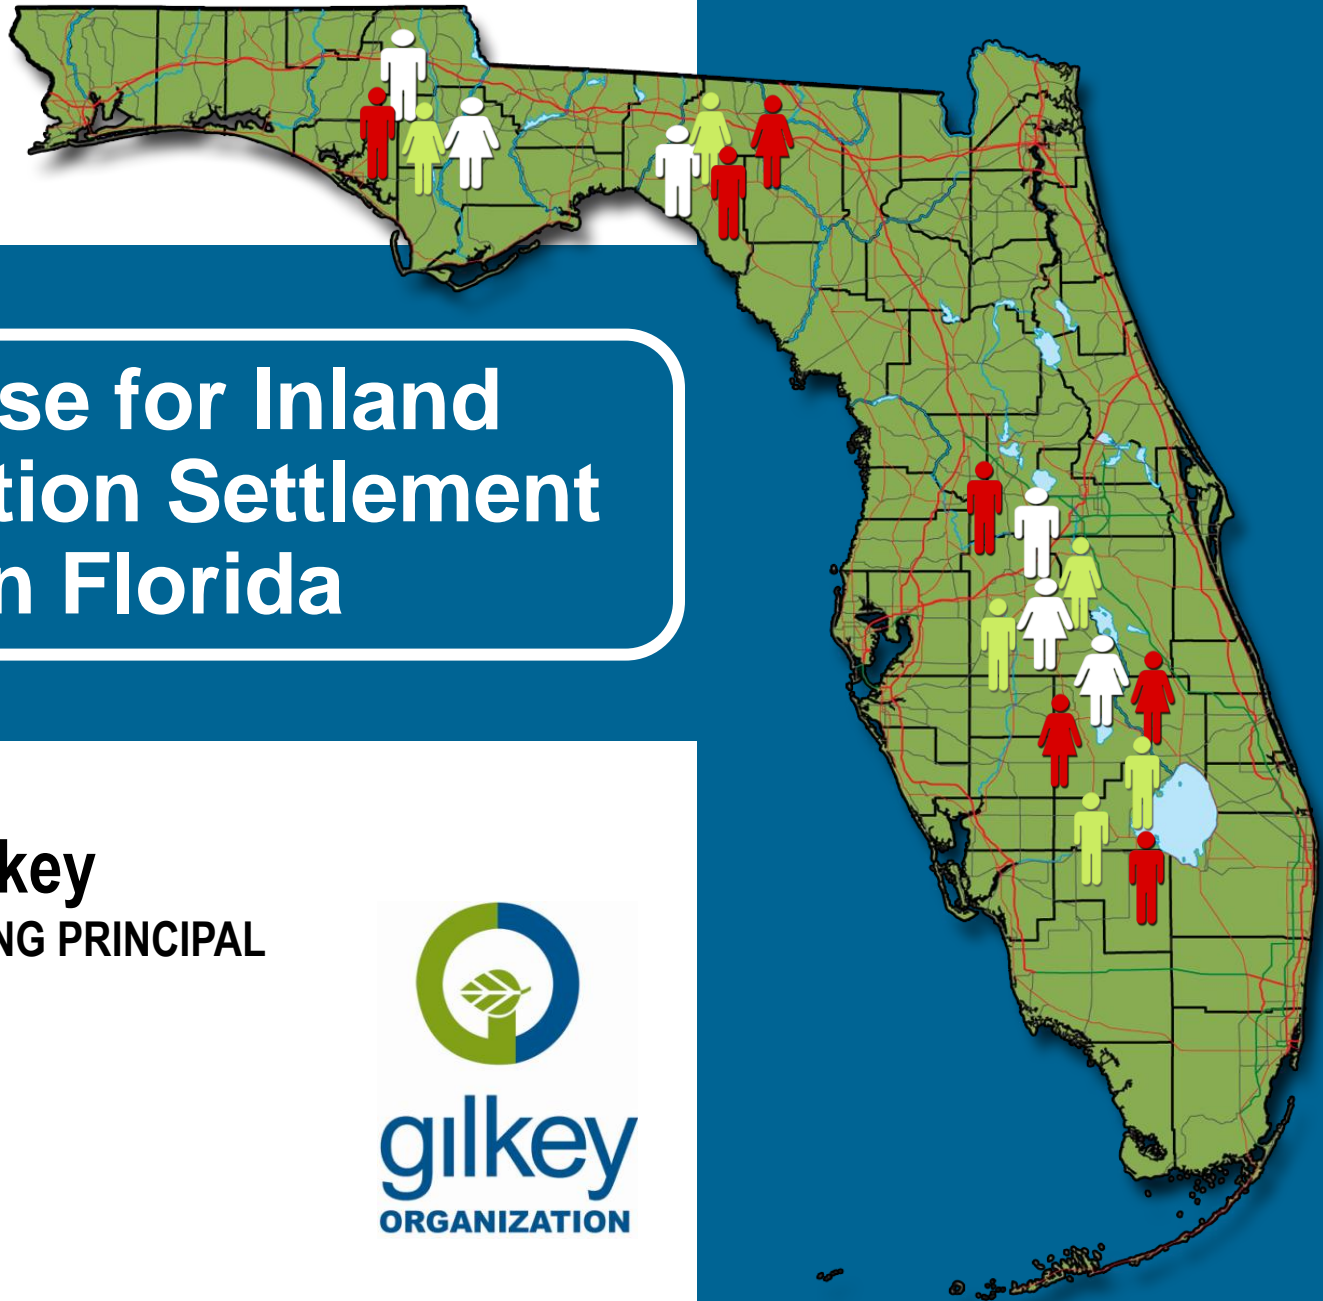 se for Inland
tion Settlement
n Florida
key
NG PRINCIPAL
gilkey
ORGANIZATION